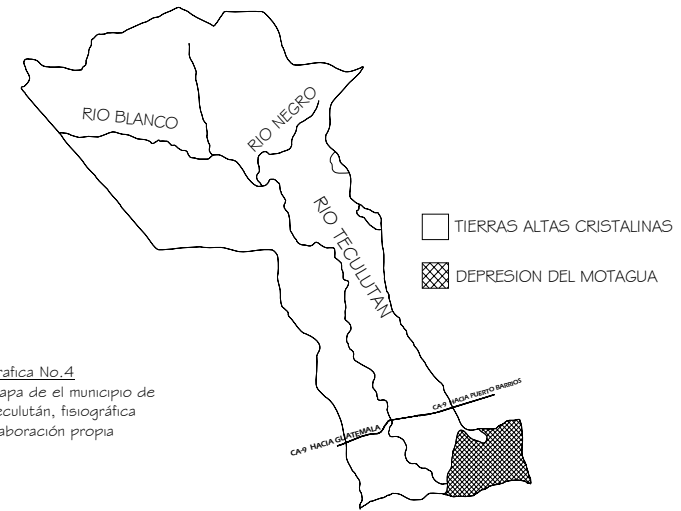 RIO BLANCO
RIO NEGRO
RIO TECULUTAN
TIERRAS ALTAS CRISTALINAS
DEPRESION DEL MOTAGUA
CA-9 HACIA PUERTO BARRIOS
CA-9 HACIA GUATEMALA
rafica No.4
apa de el municipio de
eculután, fisiográfica
aboración propia